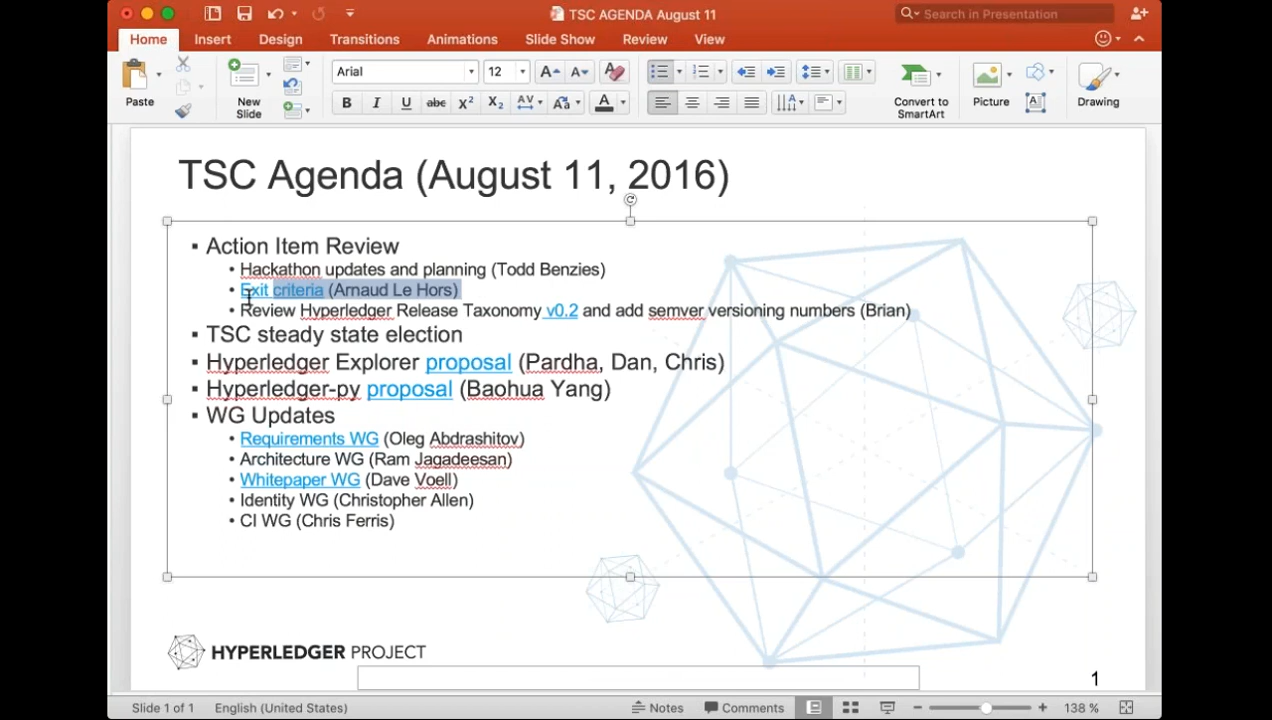 TSC AGENDA August 11
Search in Presentation
Home Insert Design Transitions Animations Slide Show Review View
Paste
New
Slide
Arial
12
B I U abc X² X₂ AV Aa A
Convert to
SmartArt
Picture
Drawing
TSC Agenda (August 11, 2016)
▪ Action Item Review
• Hackathon updates and planning (Todd Benzies)
• Exit criteria (Arnaud Le Hors)
• Review Hyperledger Release Taxonomy v0.2 and add semver versioning numbers (Brian)
▪ TSC steady state election
▪ Hyperledger Explorer proposal (Pardha, Dan, Chris)
▪ Hyperledger-py proposal (Baohua Yang)
▪ WG Updates
• Requirements WG (Oleg Abdrashitov)
• Architecture WG (Ram Jagadeesan)
• Whitepaper WG (Dave Voell)
• Identity WG (Christopher Allen)
• CI WG (Chris Ferris)
HYPERLEDGER PROJECT
1
Slide 1 of 1 English (United States) Notes Comments 138 %